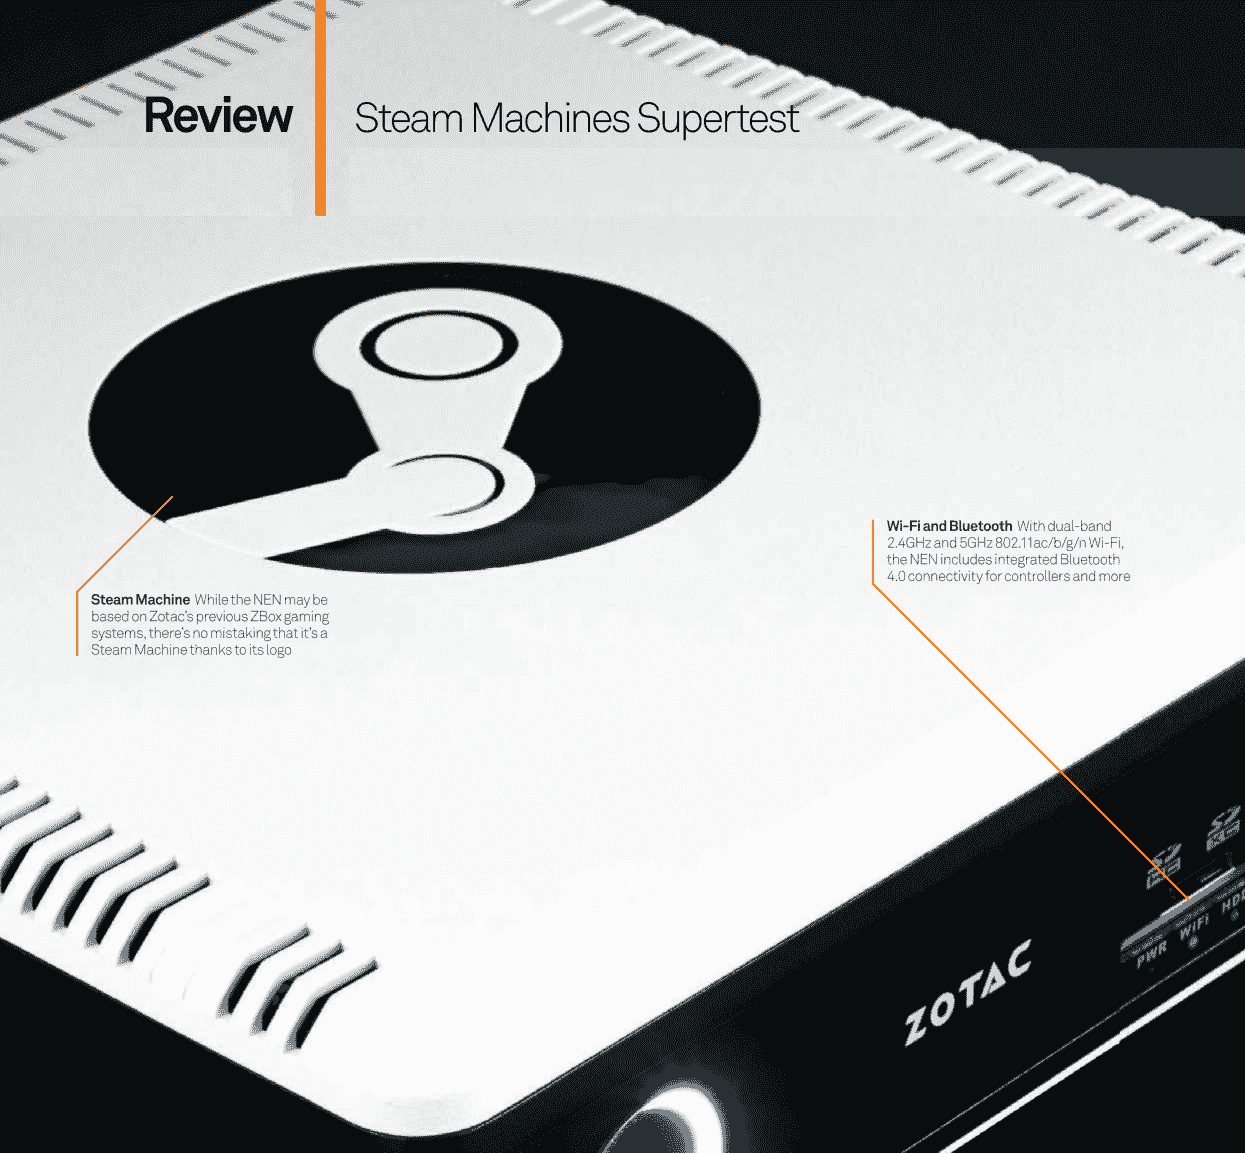 Review
Steam Machines Supertest
Steam Machine While the NEN may be
based on Zotac's previous ZBox gaming
systems, there's no mistaking that it's a
Steam Machine thanks to its logo
Wi-Fi and Bluetooth With dual-band
2.4GHz and 5GHz 802.11ac/b/g/n Wi-Fi,
the NEN includes integrated Bluetooth
4.0 connectivity for controllers and more
ZOTAC
PWR WiFi HDD